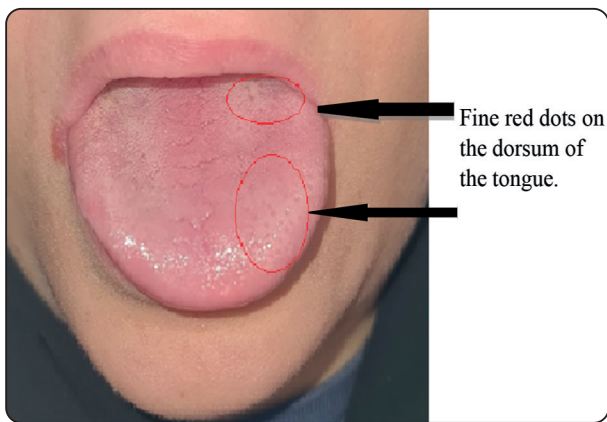 Fine red dots on
the dorsum of
the tongue.